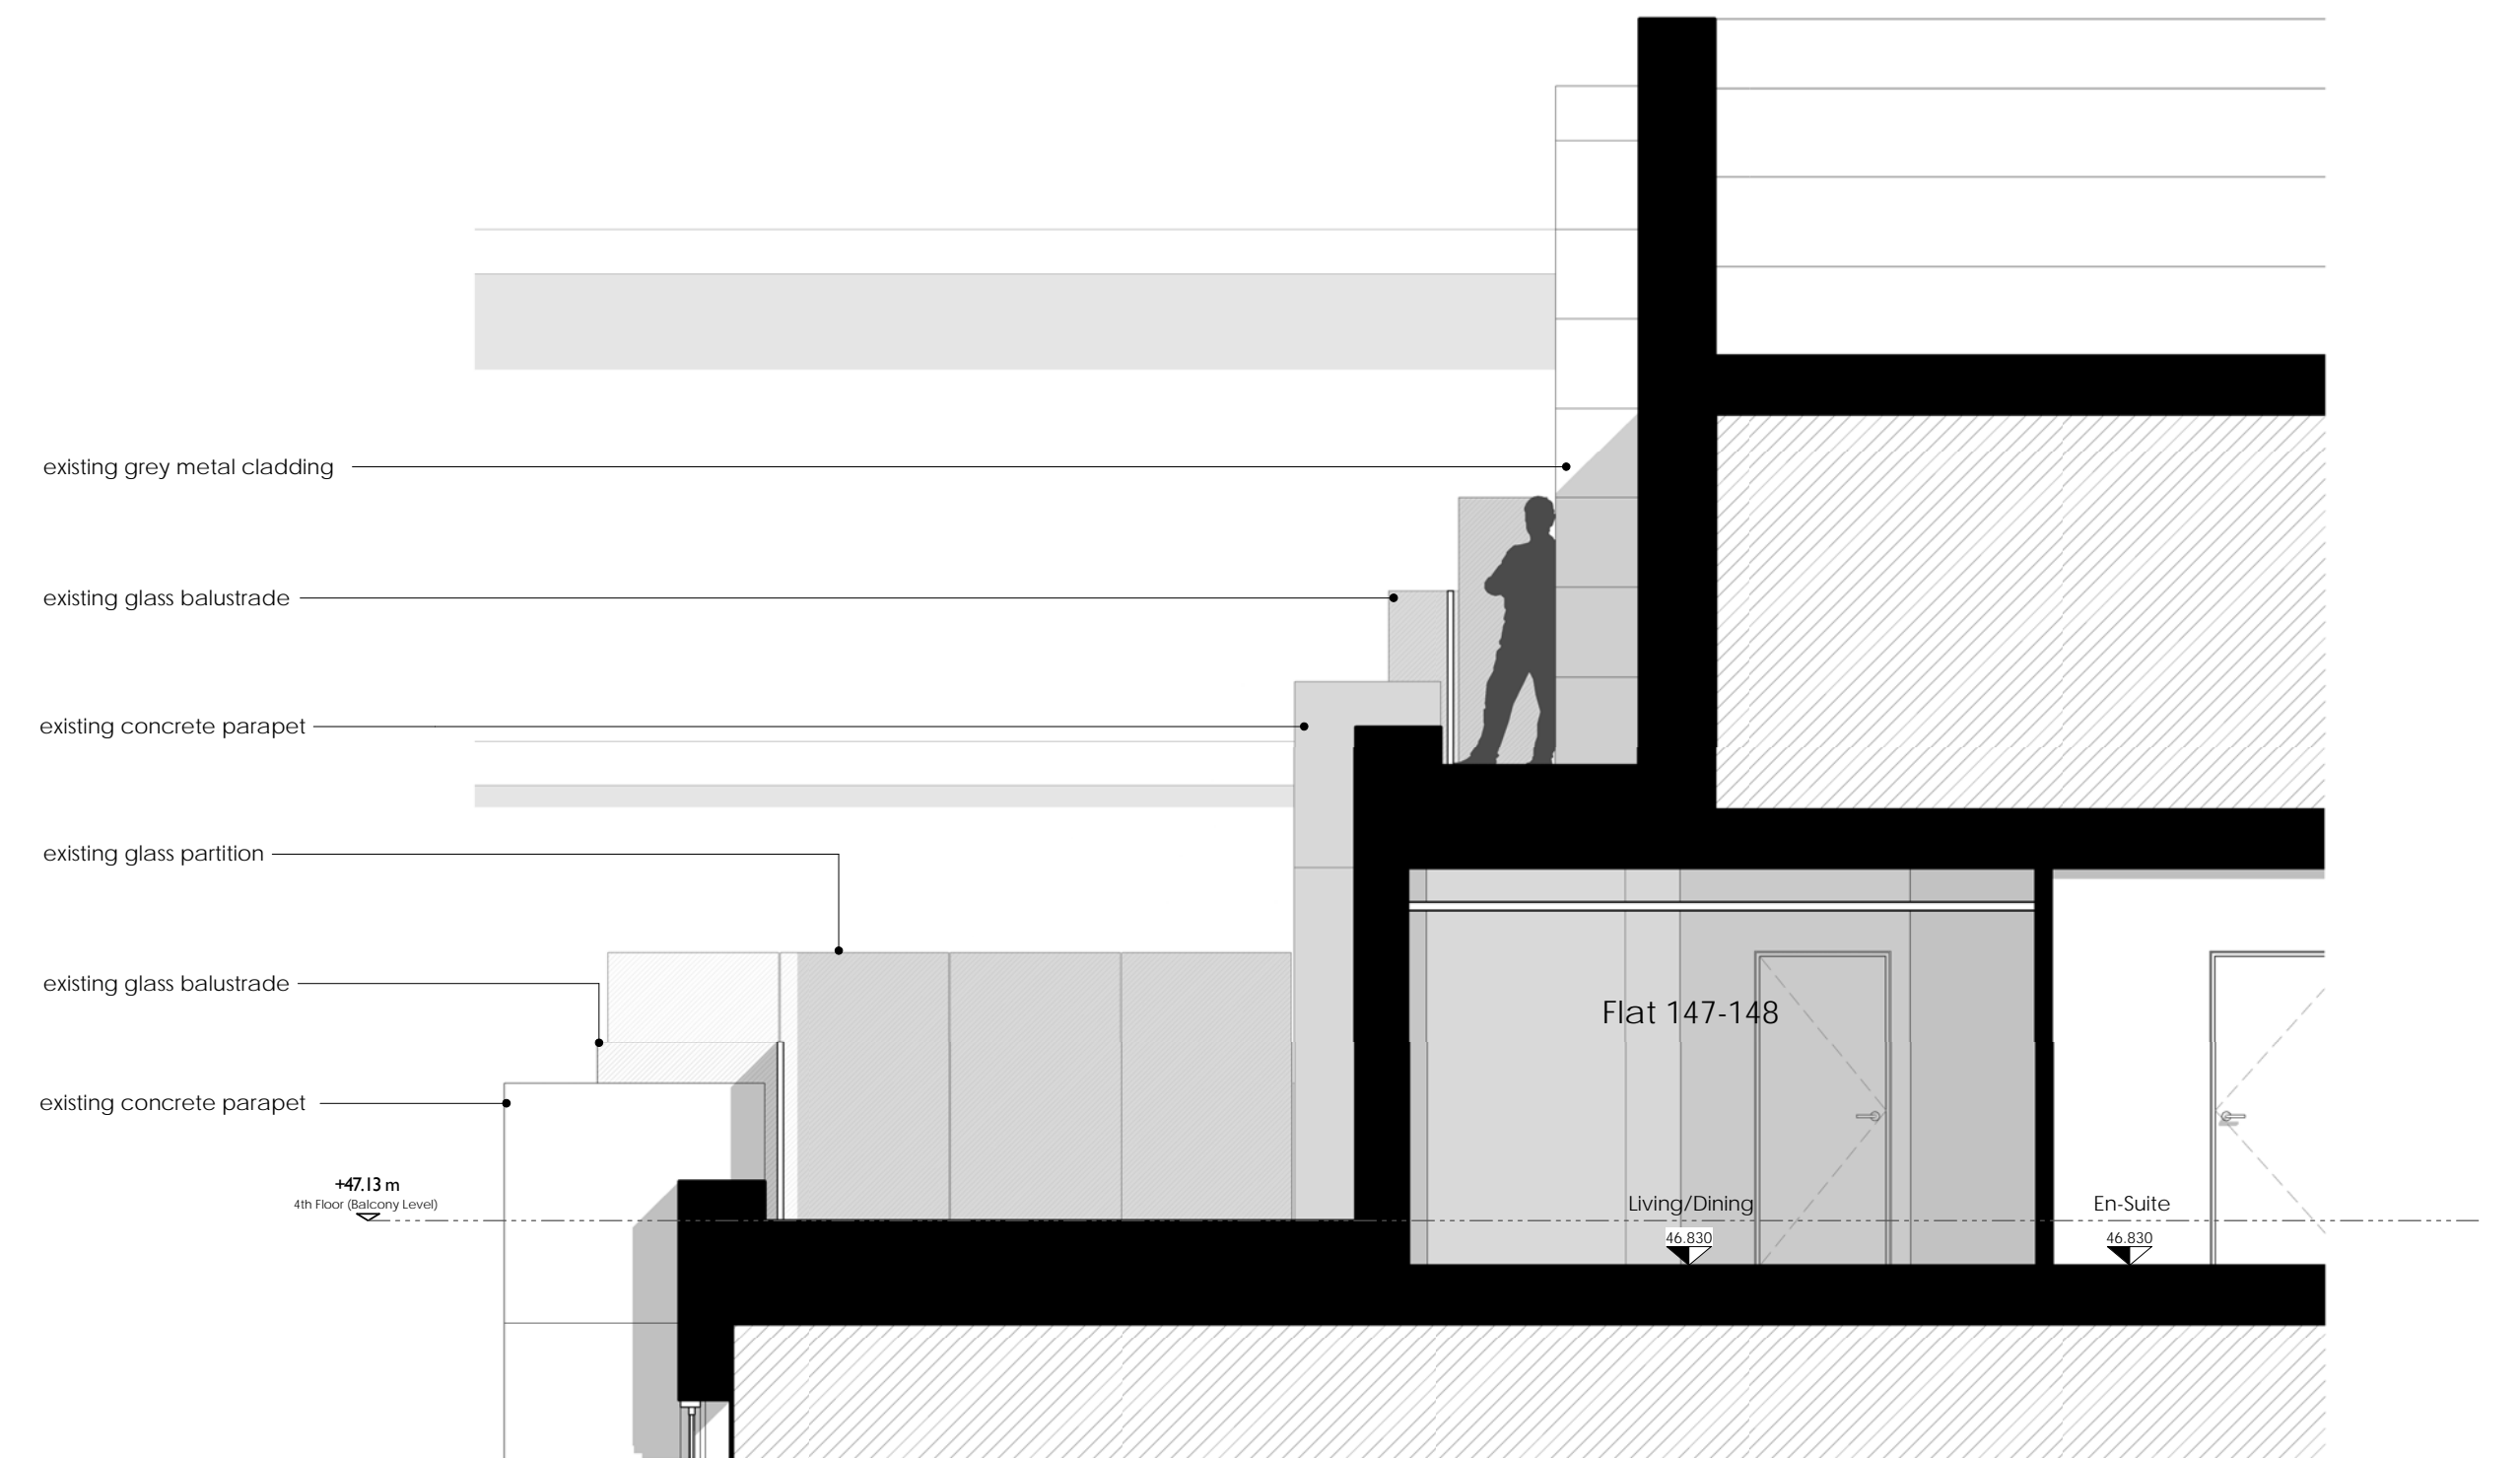 existing grey metal cladding
existing glass balustrade
existing concrete parapet
existing glass partition
existing glass balustrade
Flat 147-148
existing concrete parapet
+47.13 m
4th Floor (Balcony Level)
Living/Dining
46.830
En-Suite
46.830